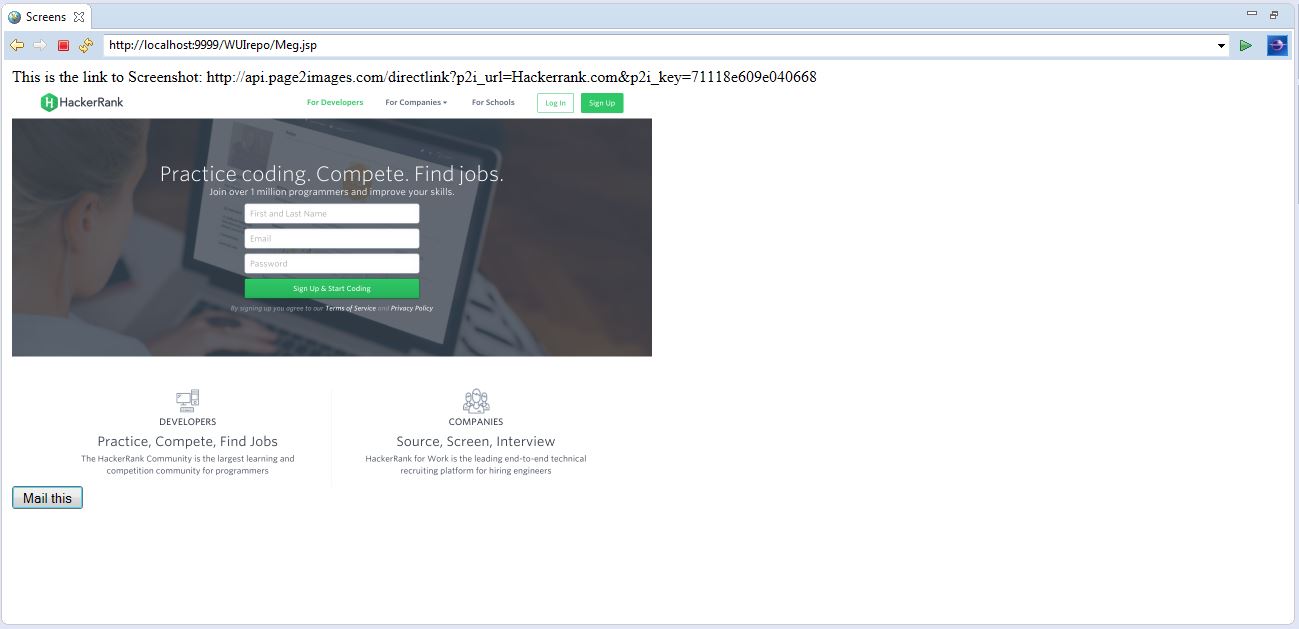 Screens
http://localhost:9999/WUIrepo/Meg.jsp
This is the link to Screenshot: http://api.page2images.com/directlink?p2i_url=Hackerrank.com&p2i_key=71118e609e040668
HackerRank For Developers For Companies For Schools Log In Sign Up
Practice coding. Compete. Find jobs.
Join over 1 million programmers and improve your skills.
First and Last Name
Email
Password
Sign Up & Start Coding
By signing up you agree to our Terms of Service and Privacy Policy
DEVELOPERS
Practice, Compete, Find Jobs
The HackerRank Community is the largest learning and
competition community for programmers
COMPANIES
Source, Screen, Interview
HackerRank for Work is the leading end-to-end technical
recruiting platform for hiring engineers
Mail this